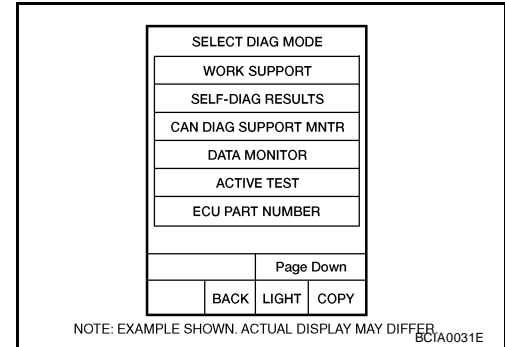 SELECT DIAG MODE
WORK SUPPORT
SELF-DIAG RESULTS
CAN DIAG SUPPORT MNTR
DATA MONITOR
ACTIVE TEST
ECU PART NUMBER
Page Down
BACK LIGHT COPY
NOTE: EXAMPLE SHOWN. ACTUAL DISPLAY MAY DIFFER.
BCIA0031E